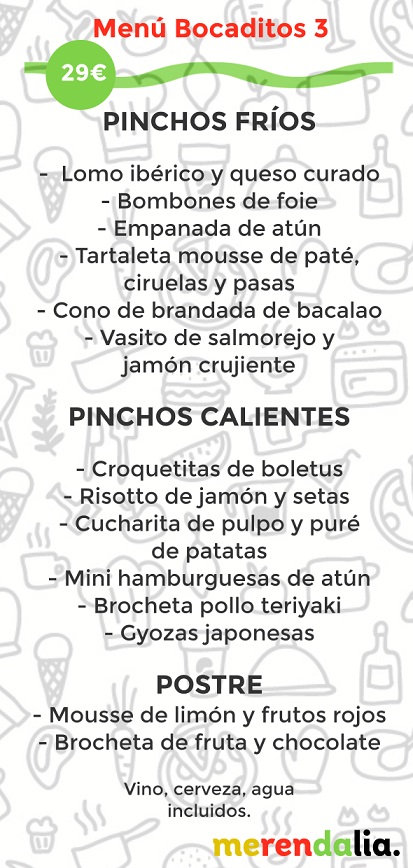 Menú Bocaditos 3
29€
PINCHOS FRÍOS
- Lomo ibérico y queso curado
- Bombones de foie
- Empanada de atún
- Tartaleta mousse de paté,
ciruelas y pasas
- Cono de brandada de bacalao
- Vasito de salmorejo y
jamón crujiente
PINCHOS CALIENTES
- Croquetitas de boletus
- Risotto de jamón y setas
- Cucharita de pulpo y puré
de patatas
- Mini hamburguesas de atún
- Brocheta pollo teriyaki
- Gyozas japonesas
POSTRE
- Mousse de limón y frutos rojos
- Brocheta de fruta y chocolate
Vino, cerveza, agua
incluidos.
merendalia.